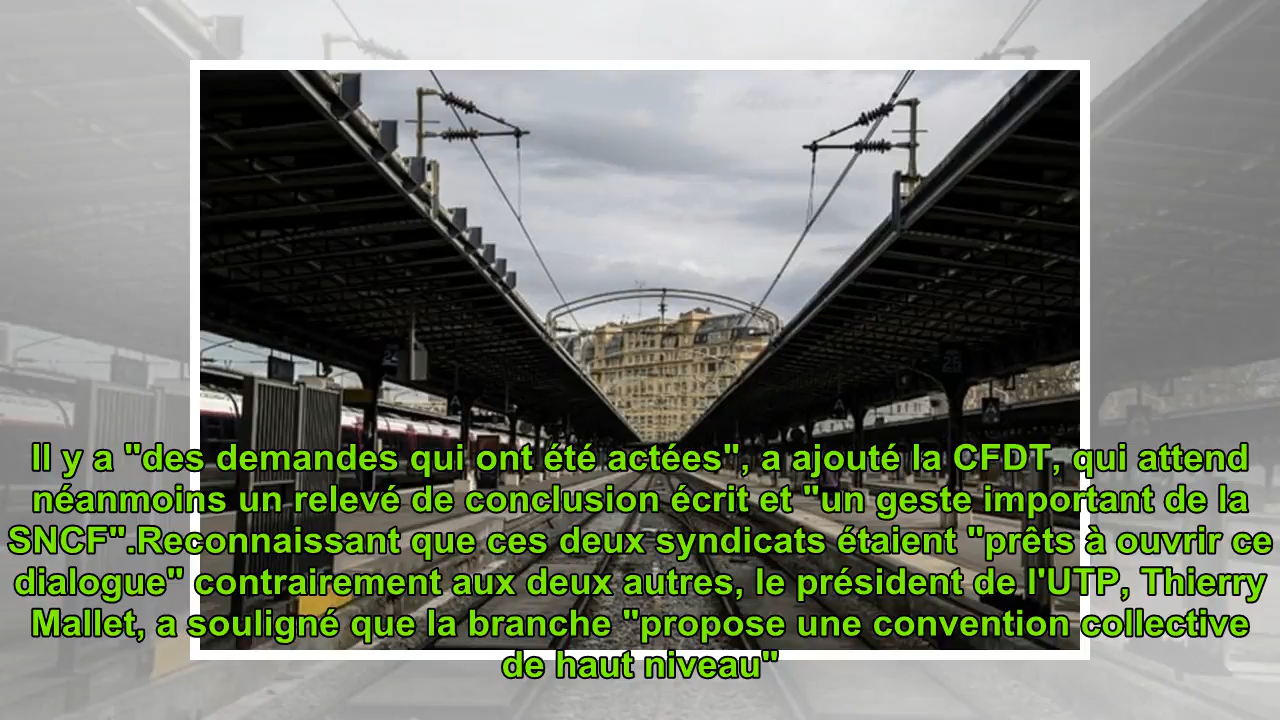 Il y a "des demandes qui ont été actées", a ajouté la CFDT, qui attend
néanmoins un relevé de conclusion écrit et "un geste important de la
SNCF".Reconnaissant que ces deux syndicats étaient "prêts à ouvrir ce
dialogue" contrairement aux deux autres, le président de l'UTP, Thierry
Mallet, a souligné que la branche "propose une convention collective
de haut niveau"